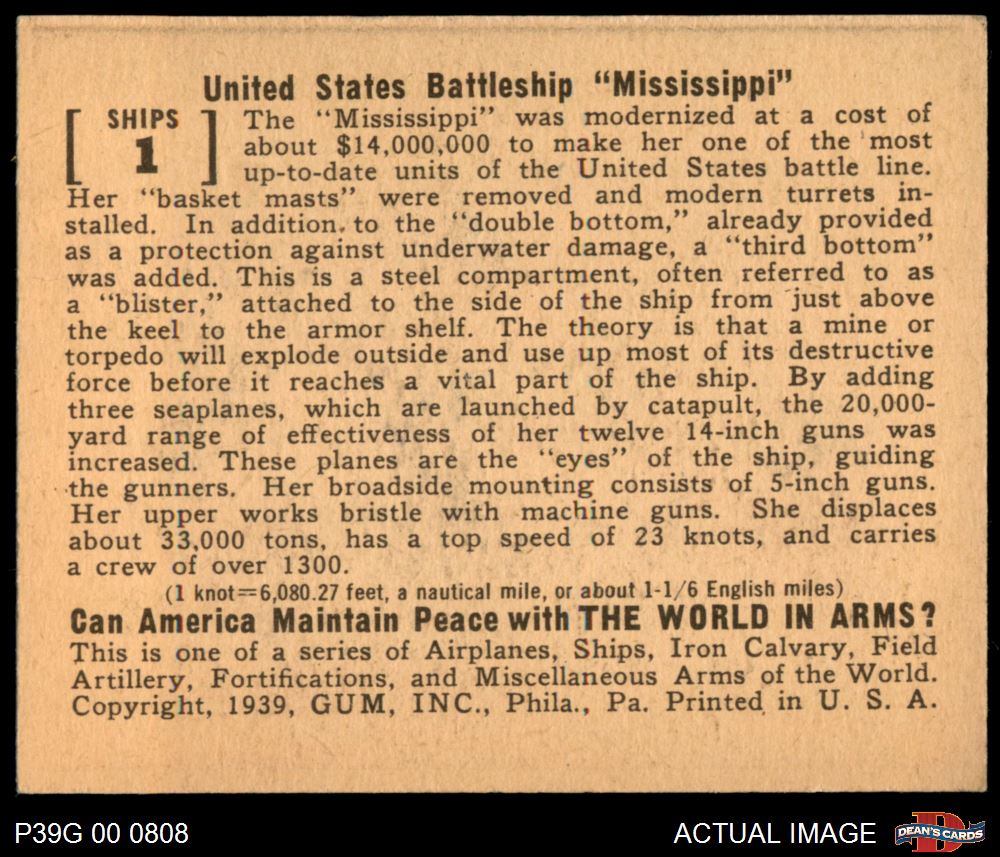 United States Battleship “Mississippi”
[ SHIPS 1 ] The “Mississippi” was modernized at a cost of
about $14,000,000 to make her one of the most
up-to-date units of the United States battle line.
Her “basket masts” were removed and modern turrets in-
stalled. In addition to the “double bottom,” already provided
as a protection against underwater damage, a “third bottom”
was added. This is a steel compartment, often referred to as
a “blister,” attached to the side of the ship from just above
the keel to the armor shelf. The theory is that a mine or
torpedo will explode outside and use up most of its destructive
force before it reaches a vital part of the ship. By adding
three seaplanes, which are launched by catapult, the 20,000-
yard range of effectiveness of her twelve 14-inch guns was
increased. These planes are the “eyes” of the ship, guiding
the gunners. Her broadside mounting consists of 5-inch guns.
Her upper works bristle with machine guns. She displaces
about 33,000 tons, has a top speed of 23 knots, and carries
a crew of over 1300.
(1 knot=6,080.27 feet, a nautical mile, or about 1-1/6 English miles)
Can America Maintain Peace with THE WORLD IN ARMS?
This is one of a series of Airplanes, Ships, Iron Calvary, Field
Artillery, Fortifications, and Miscellaneous Arms of the World.
Copyright, 1939, GUM, INC., Phila., Pa. Printed in U. S. A.
P39G 00 0808
ACTUAL IMAGE
DEAN'S CARDS